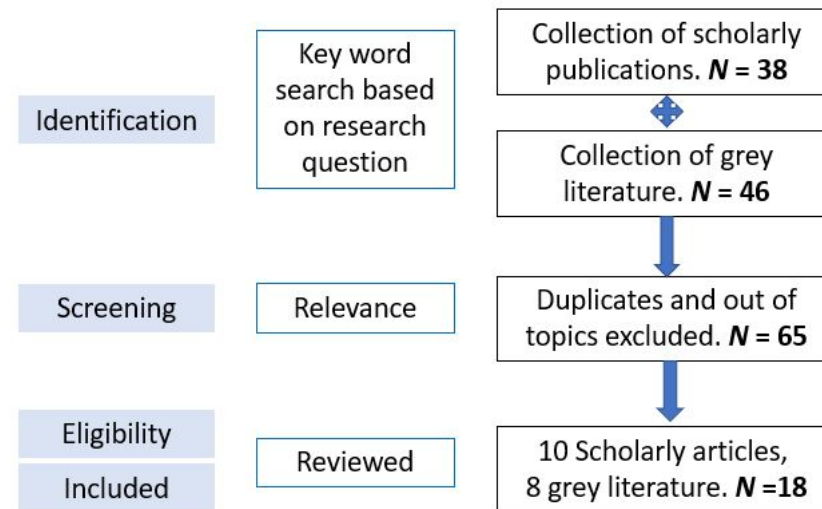 Identification
Key word
search based
on research
question
Collection of scholarly
publications. N = 38
Collection of grey
literature. N = 46
Screening
Relevance
Duplicates and out of
topics excluded. N = 65
Eligibility
Included
Reviewed
10 Scholarly articles,
8 grey literature. N =18